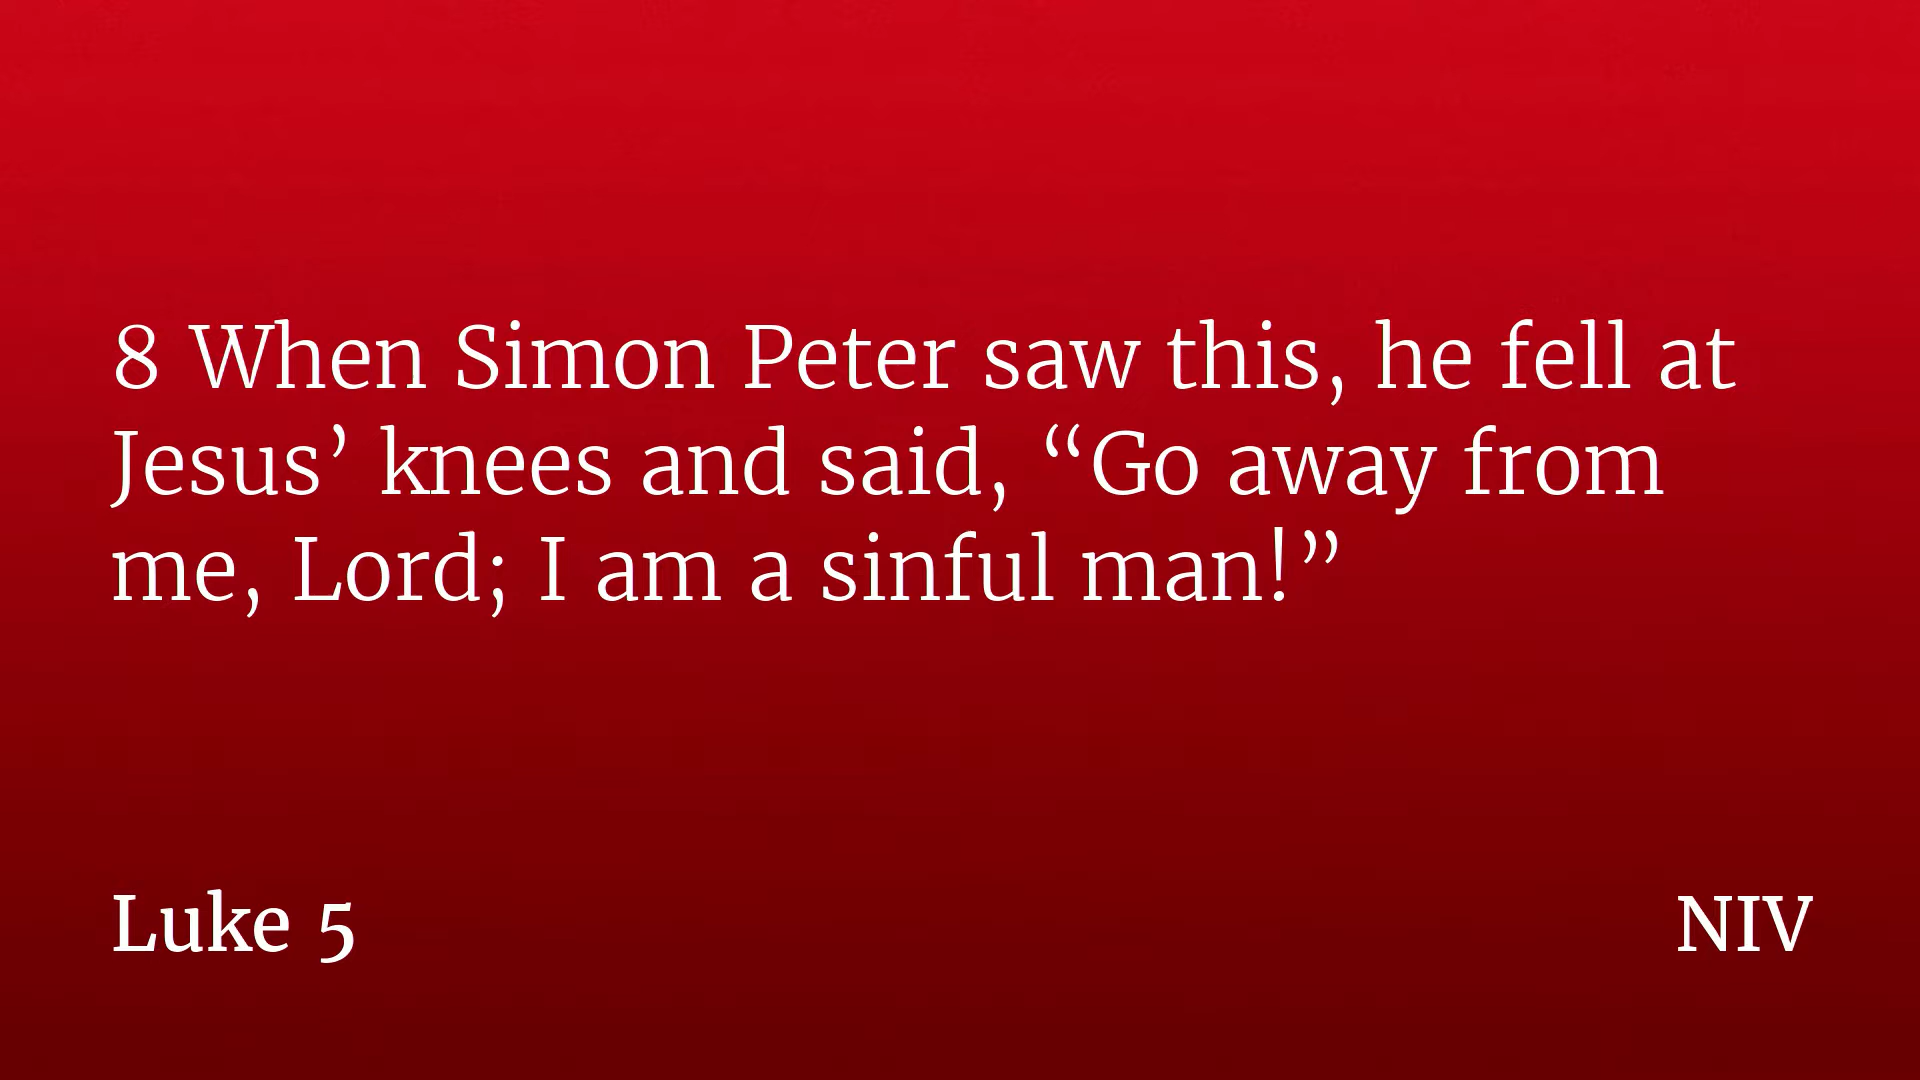 8 When Simon Peter saw this, he fell at
Jesus’ knees and said, “Go away from
me, Lord; I am a sinful man!”
Luke 5
NIV